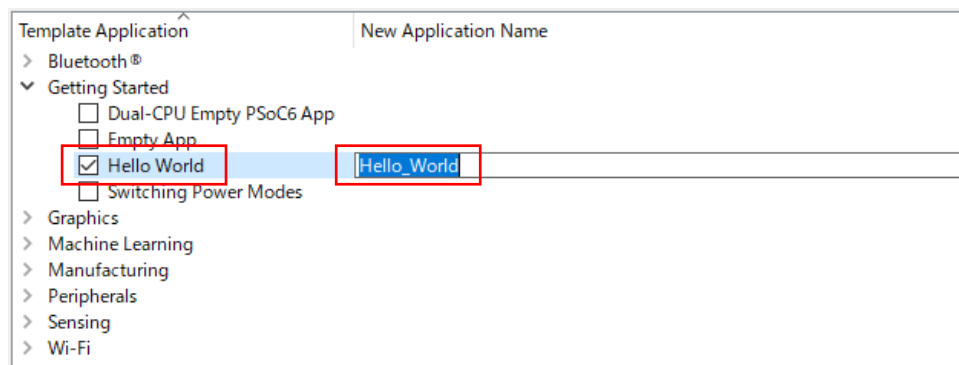 Template Application New Application Name
Bluetooth®
Getting Started
Dual-CPU Empty PSoC6 App
Empty App
Hello World Hello_World
Switching Power Modes
Graphics
Machine Learning
Manufacturing
Peripherals
Sensing
Wi-Fi